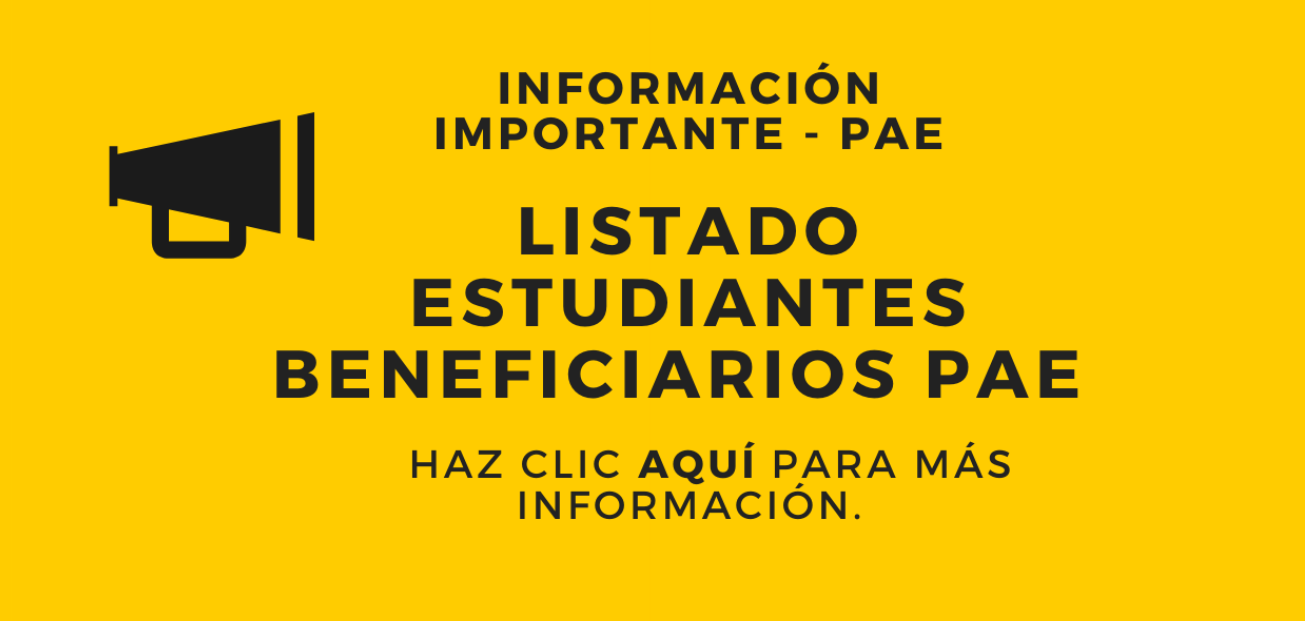 INFORMACIÓN
IMPORTANTE - PAE
LISTADO
ESTUDIANTES
BENEFICIARIOS PAE
HAZ CLIC AQUÍ PARA MÁS
INFORMACIÓN.